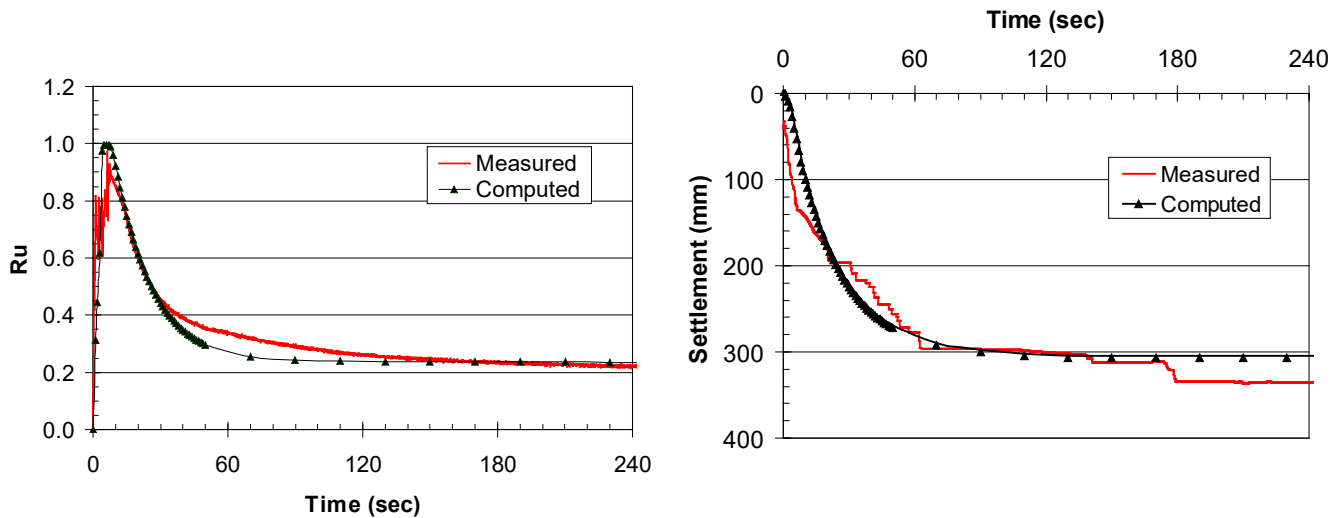 1.2
1.0
0.8
0.6
0.4
0.2
0.0
Ru
0 60 120 180 240
Time (sec)
Measured
Computed
Time (sec)
0 60 120 180 240
0
100
200
300
400
Settlement (mm)
Measured
Computed